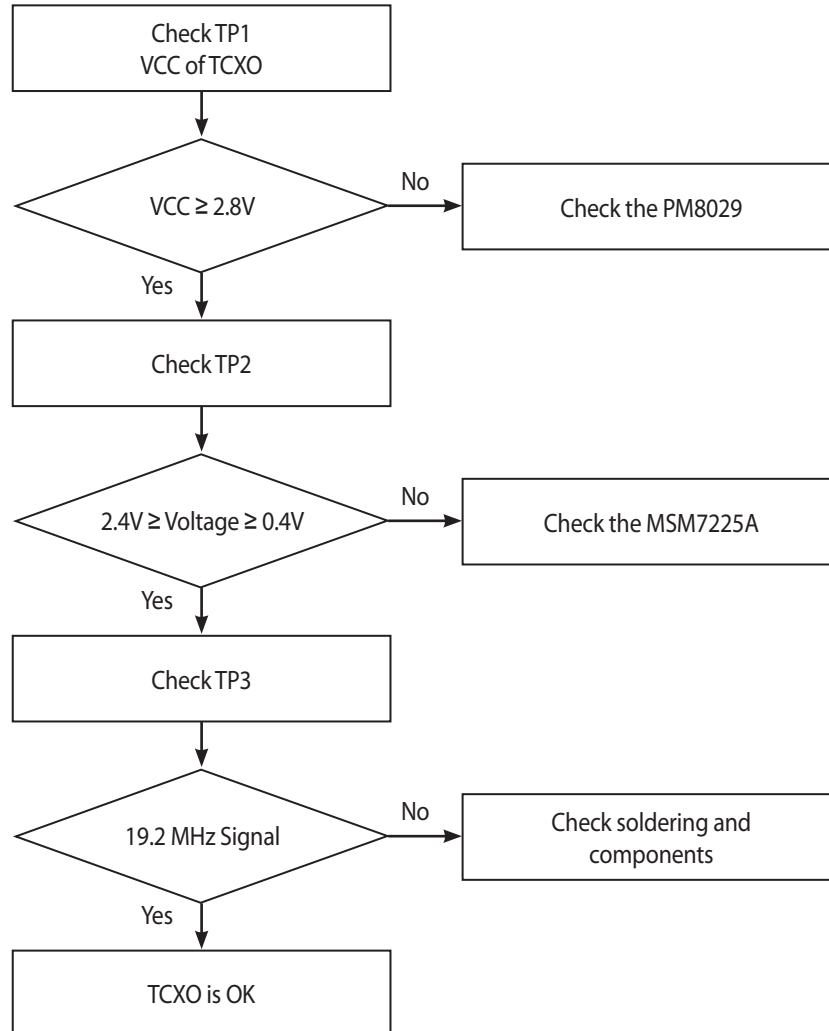 Check TP1
VCC of TCXO
VCC ≧ 2.8V
No
Check the PM8029
Yes
Check TP2
2.4V ≧ Voltage ≧ 0.4V
No
Check the MSM7225A
Yes
Check TP3
19.2 MHz Signal
No
Check soldering and
components
Yes
TCXO is OK